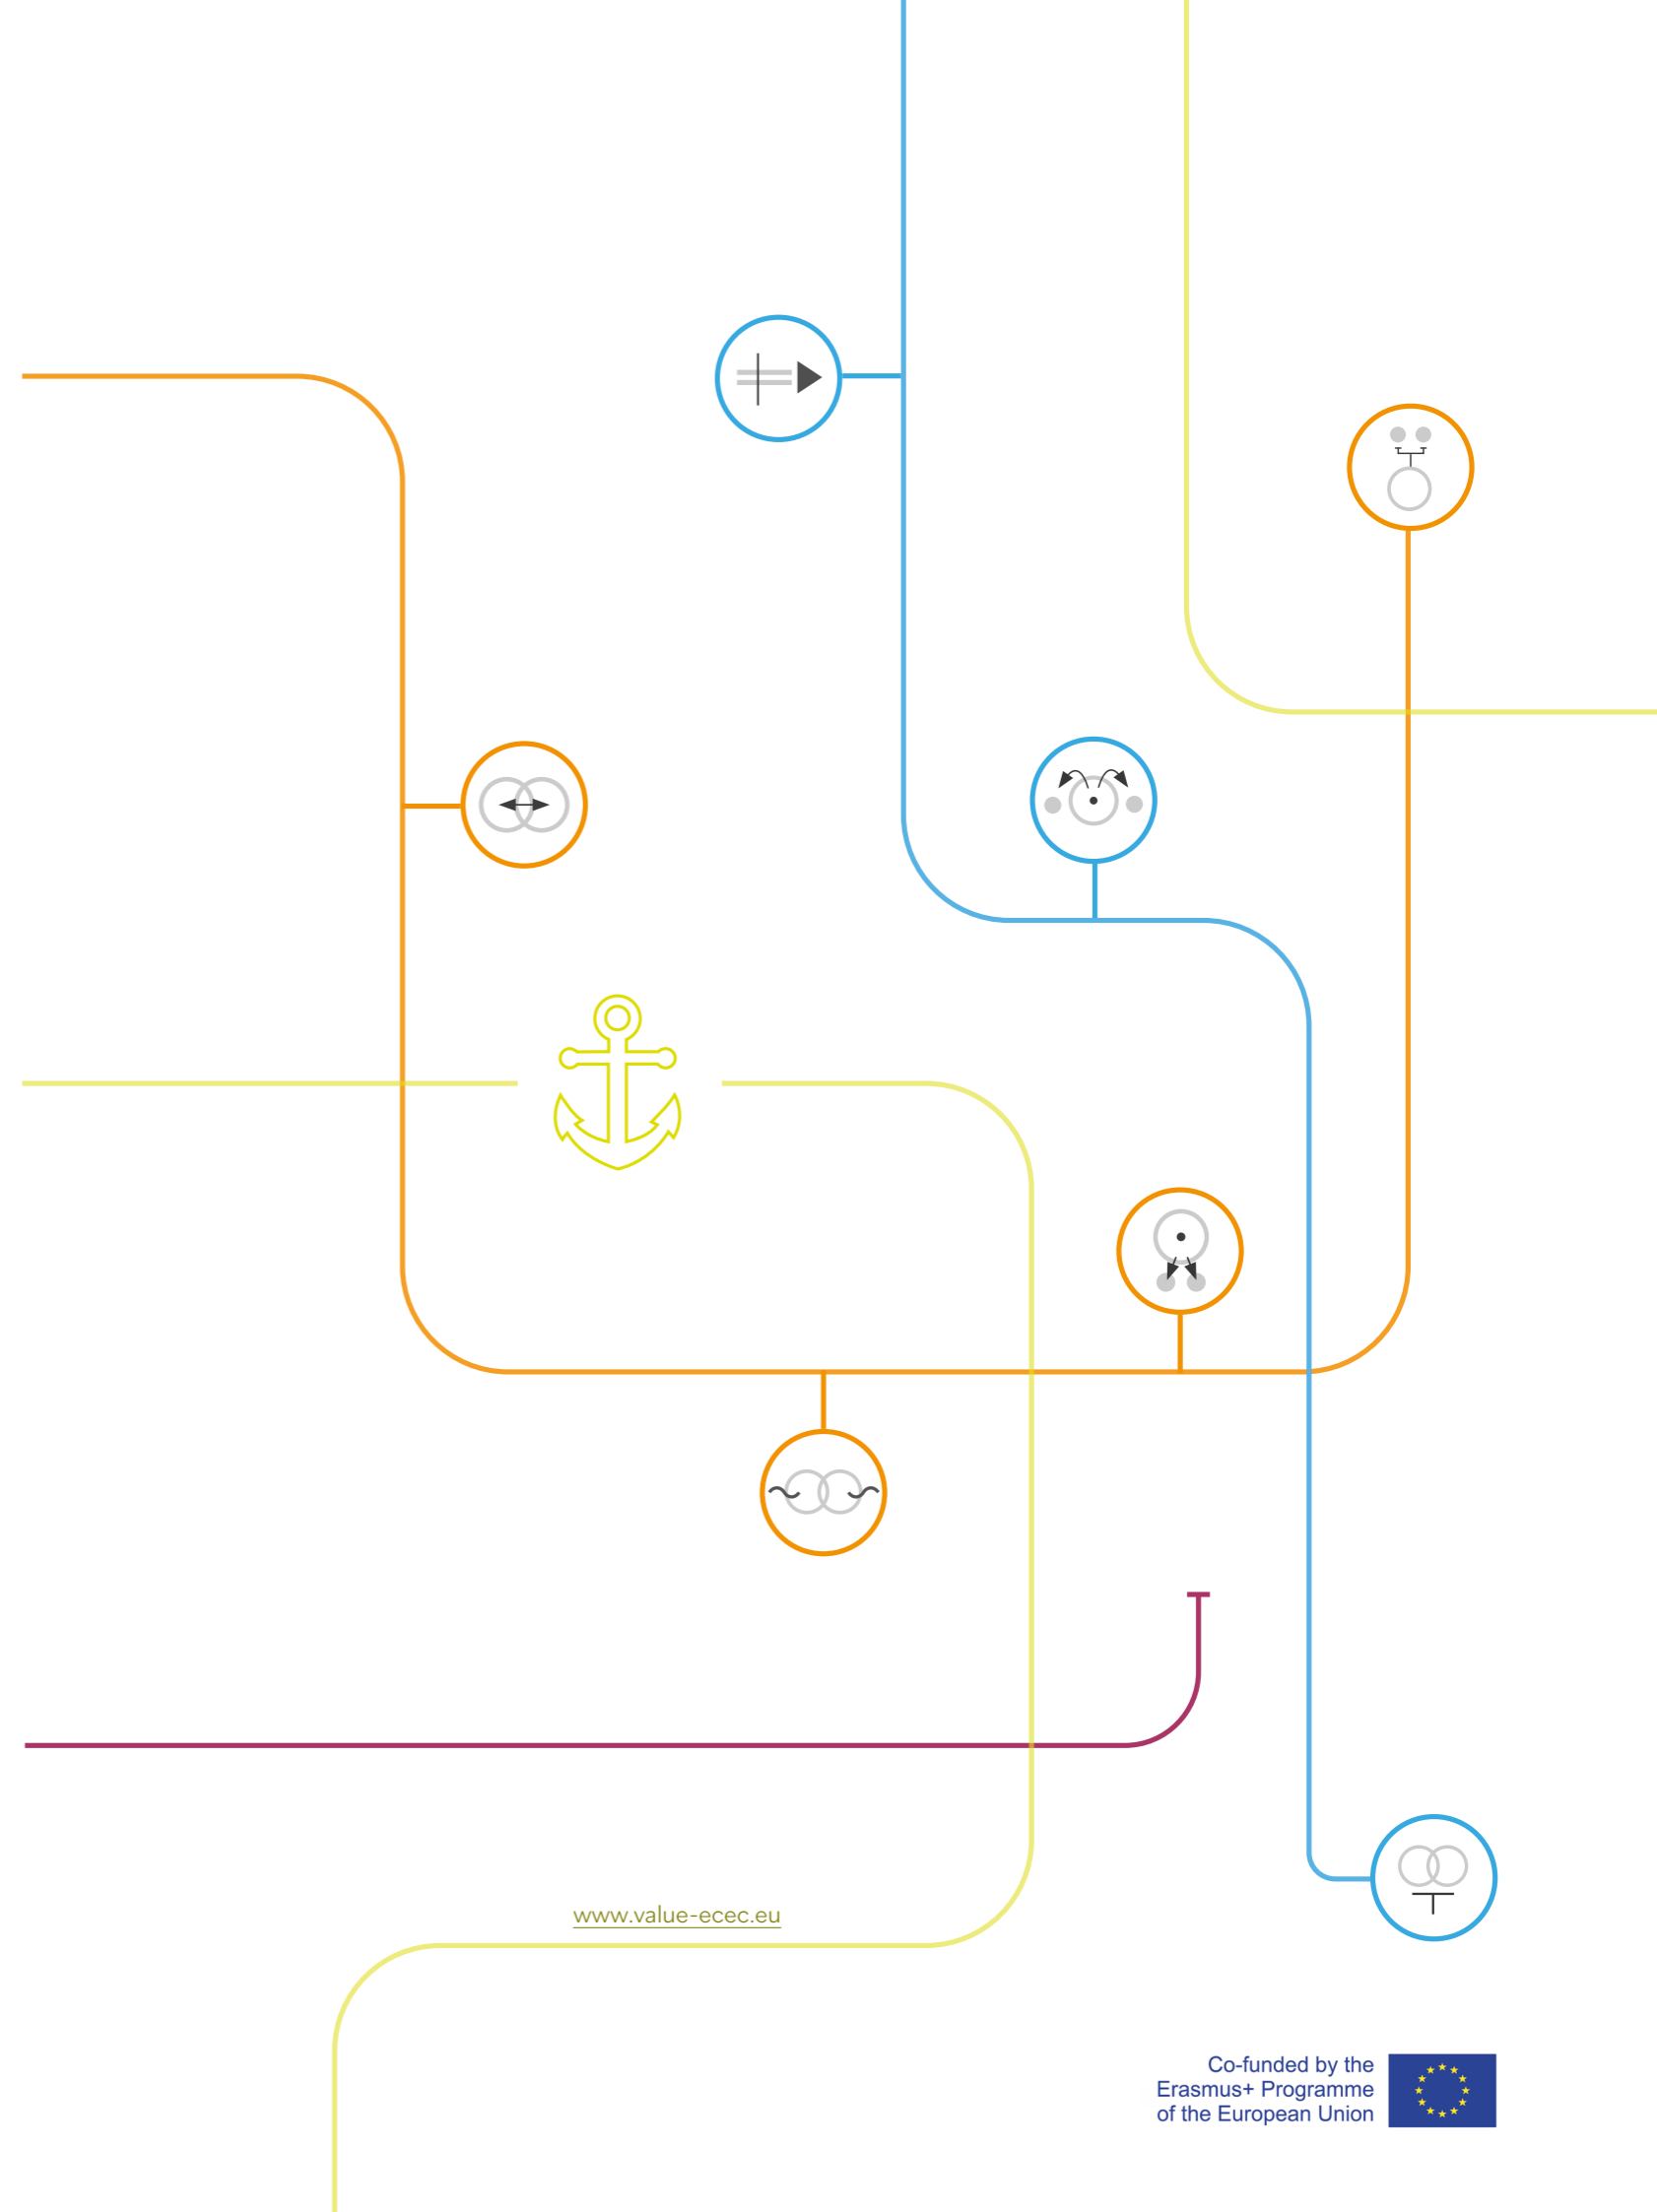 www.value-ecec.eu
Co-funded by the
Erasmus+ Programme
of the European Union